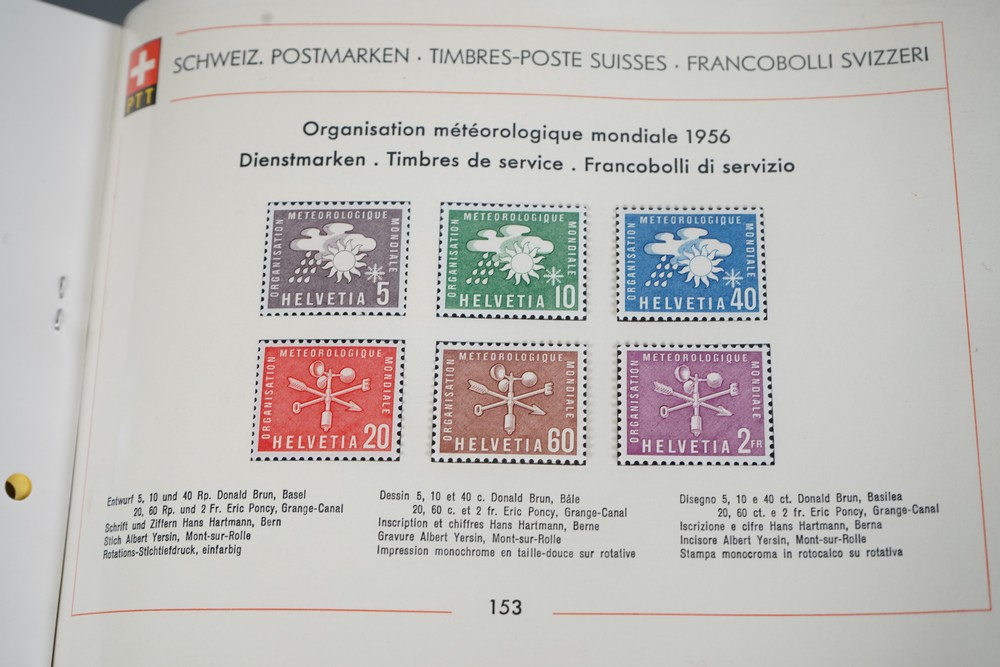 PTT
SCHWEIZ. POSTMARKEN · TIMBRES-POSTE SUISSES · FRANCOBOLLI SVIZZERI
Organisation météorologique mondiale 1956
Dienstmarken . Timbres de service . Francobolli di servizio
ORGANISATION
METEOROLOGIQUE
MONDIALE
HELVETIA 5
ORGANISATION
METEOROLOGIQUE
MONDIALE
HELVETIA 10
ORGANISATION
METEOROLOGIQUE
MONDIALE
HELVETIA 40
ORGANISATION
METEOROLOGIQUE
MONDIALE
HELVETIA 20
ORGANISATION
METEOROLOGIQUE
MONDIALE
HELVETIA 60
ORGANISATION
METEOROLOGIQUE
MONDIALE
HELVETIA 2 FR
Entwurf 5, 10 und 40 Rp. Donald Brun, Basel
20, 60 Rp. und 2 Fr. Eric Poncy, Grange-Canal
Schrift und Ziffern Hans Hartmann, Bern
Stich Albert Yersin, Mont-sur-Rolle
Rotations-Stichtiefdruck, einfarbig
Dessin 5, 10 et 40 c. Donald Brun, Bâle
20, 60 c. et 2 fr. Eric Poncy, Grange-Canal
Inscription et chiffres Hans Hartmann, Berne
Gravure Albert Yersin, Mont-sur-Rolle
Impression monochrome en taille-douce sur rotative
Disegno 5, 10 e 40 ct. Donald Brun, Basilea
20, 60 ct. e 2 fr. Eric Poncy, Grange-Canal
Iscrizione e cifre Hans Hartmann, Berna
Incisore Albert Yersin, Mont-sur-Rolle
Stampa monocroma in rotocalco su rotativa
153